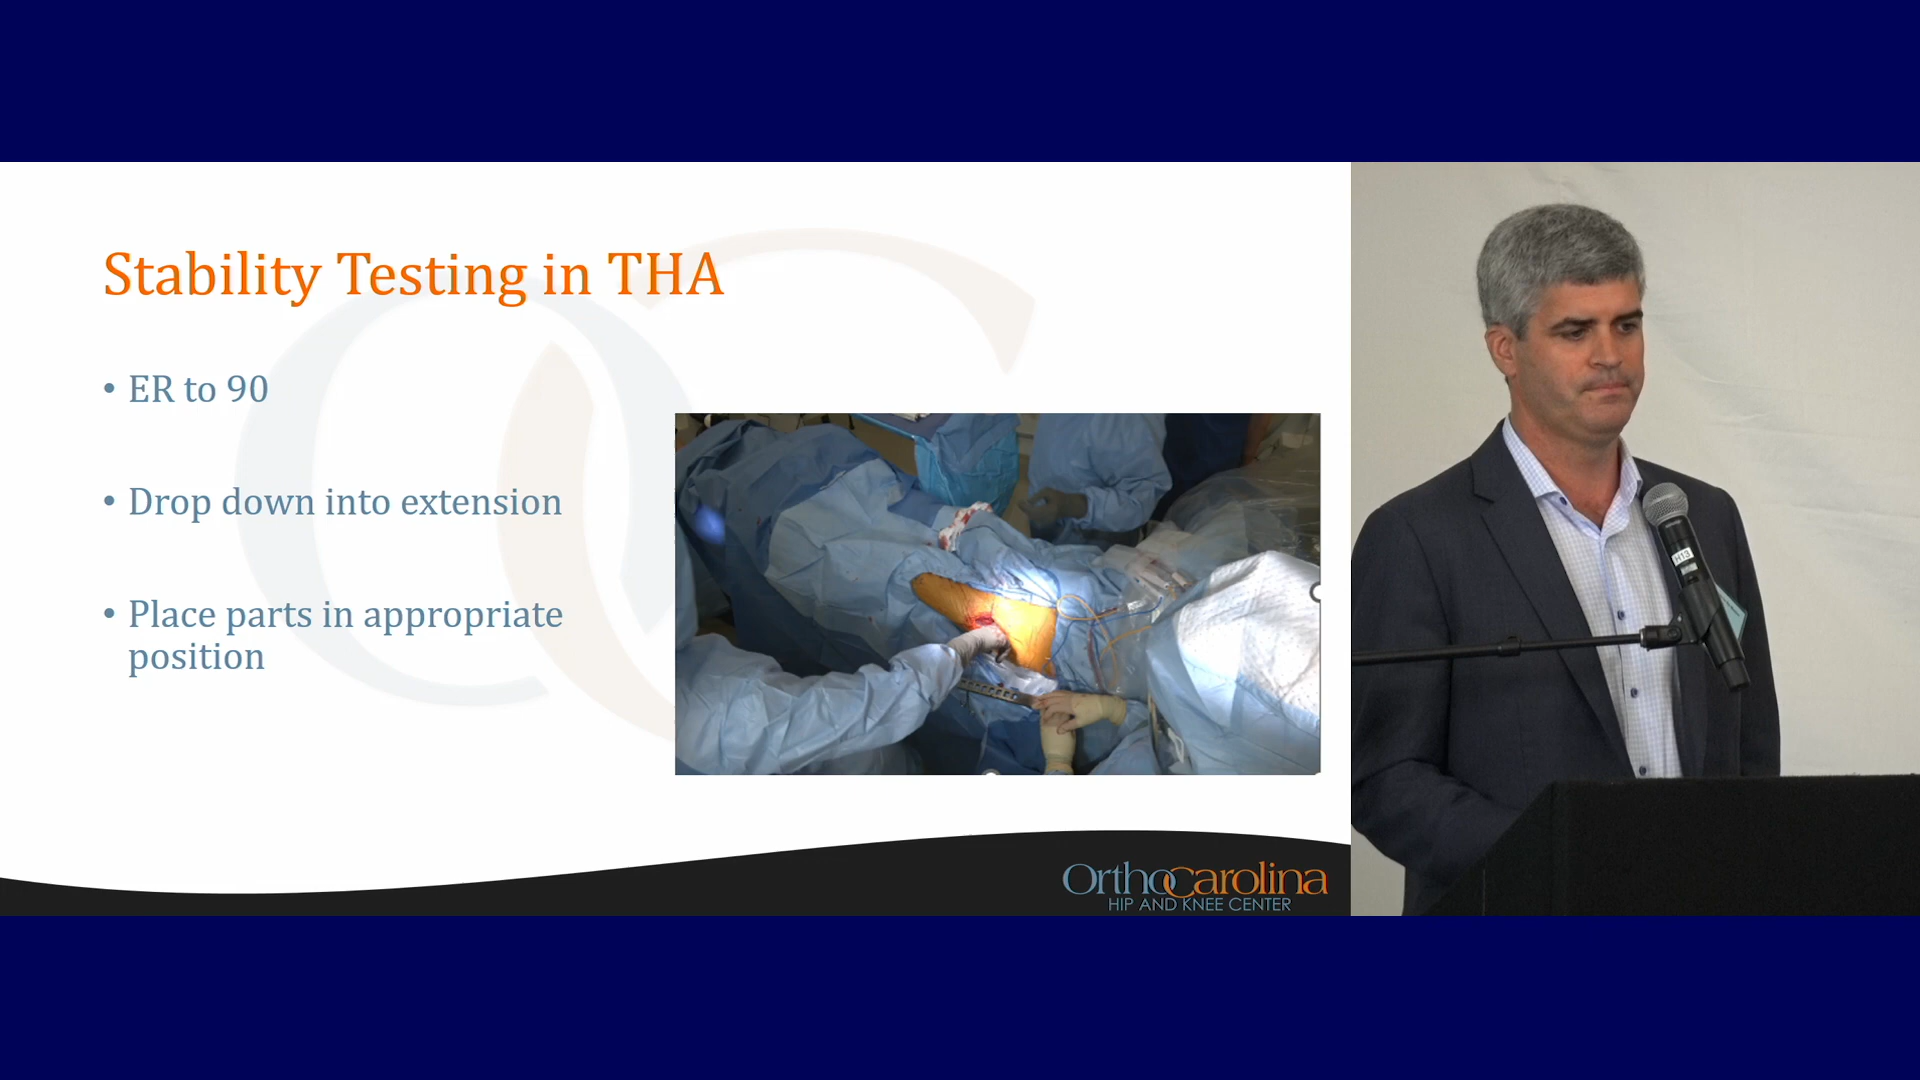 Stability Testing in THA
• ER to 90
• Drop down into extension
• Place parts in appropriate
position
OrthoCarolina
HIP AND KNEE CENTER
H13